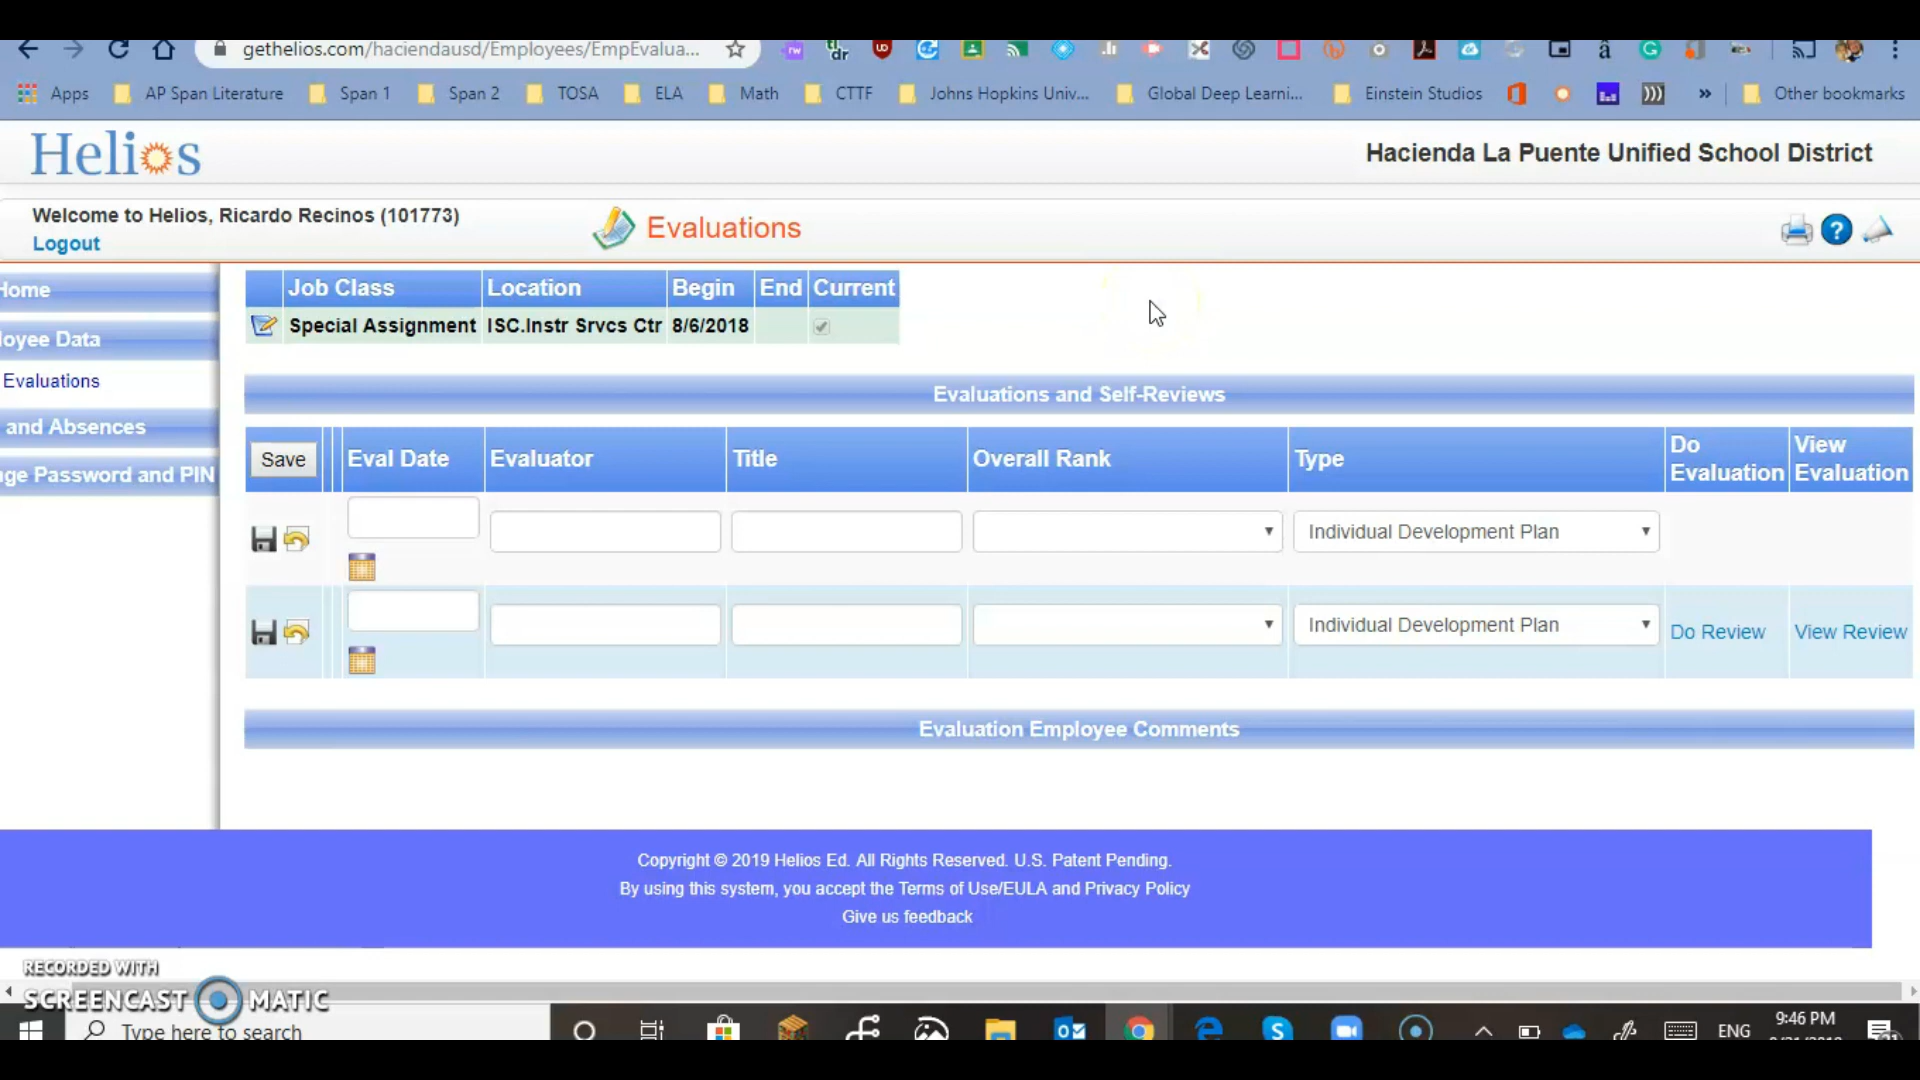 gethelios.com/haciendausd/Employees/EmpEvalua...
Apps AP Span Literature Span 1 Span 2 TOSA ELA Math CTTF Johns Hopkins Univ... Global Deep Learni... Einstein Studios » Other bookmarks
Helios
Hacienda La Puente Unified School District
Welcome to Helios, Ricardo Recinos (101773)
Logout
Evaluations
Home
loyee Data
Evaluations
and Absences
nge Password and PIN
Job Class Location Begin End Current
Special Assignment ISC.Instr Srvcs Ctr 8/6/2018
Evaluations and Self-Reviews
Save Eval Date Evaluator Title Overall Rank Type Do Evaluation View Evaluation
Individual Development Plan
Individual Development Plan Do Review View Review
Evaluation Employee Comments
Copyright © 2019 Helios Ed. All Rights Reserved. U.S. Patent Pending.
By using this system, you accept the Terms of Use/EULA and Privacy Policy
Give us feedback
RECORDED WITH
SCREENCAST MATIC
Type here to search
ENG
9:46 PM